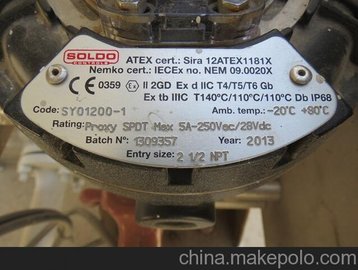 SOLDO
CONTROLS
ATEX cert.: Sira 12ATEX1181X
Nemko cert.: IECEx no. NEM 09.0020X
CE 0359 Ex II 2GD Ex d IIC T4/T5/T6 Gb
Ex tb IIIC T140°C/110°C/110°C Db IP68
Code: SY01200-1 Amb. temp.: -20°C +80°C
Rating: Proxy SPDT Max 5A-250Vac/28Vdc
Batch N°: 1309357 Year: 2013
Entry size: 2 1/2 NPT
china.makepolo.com